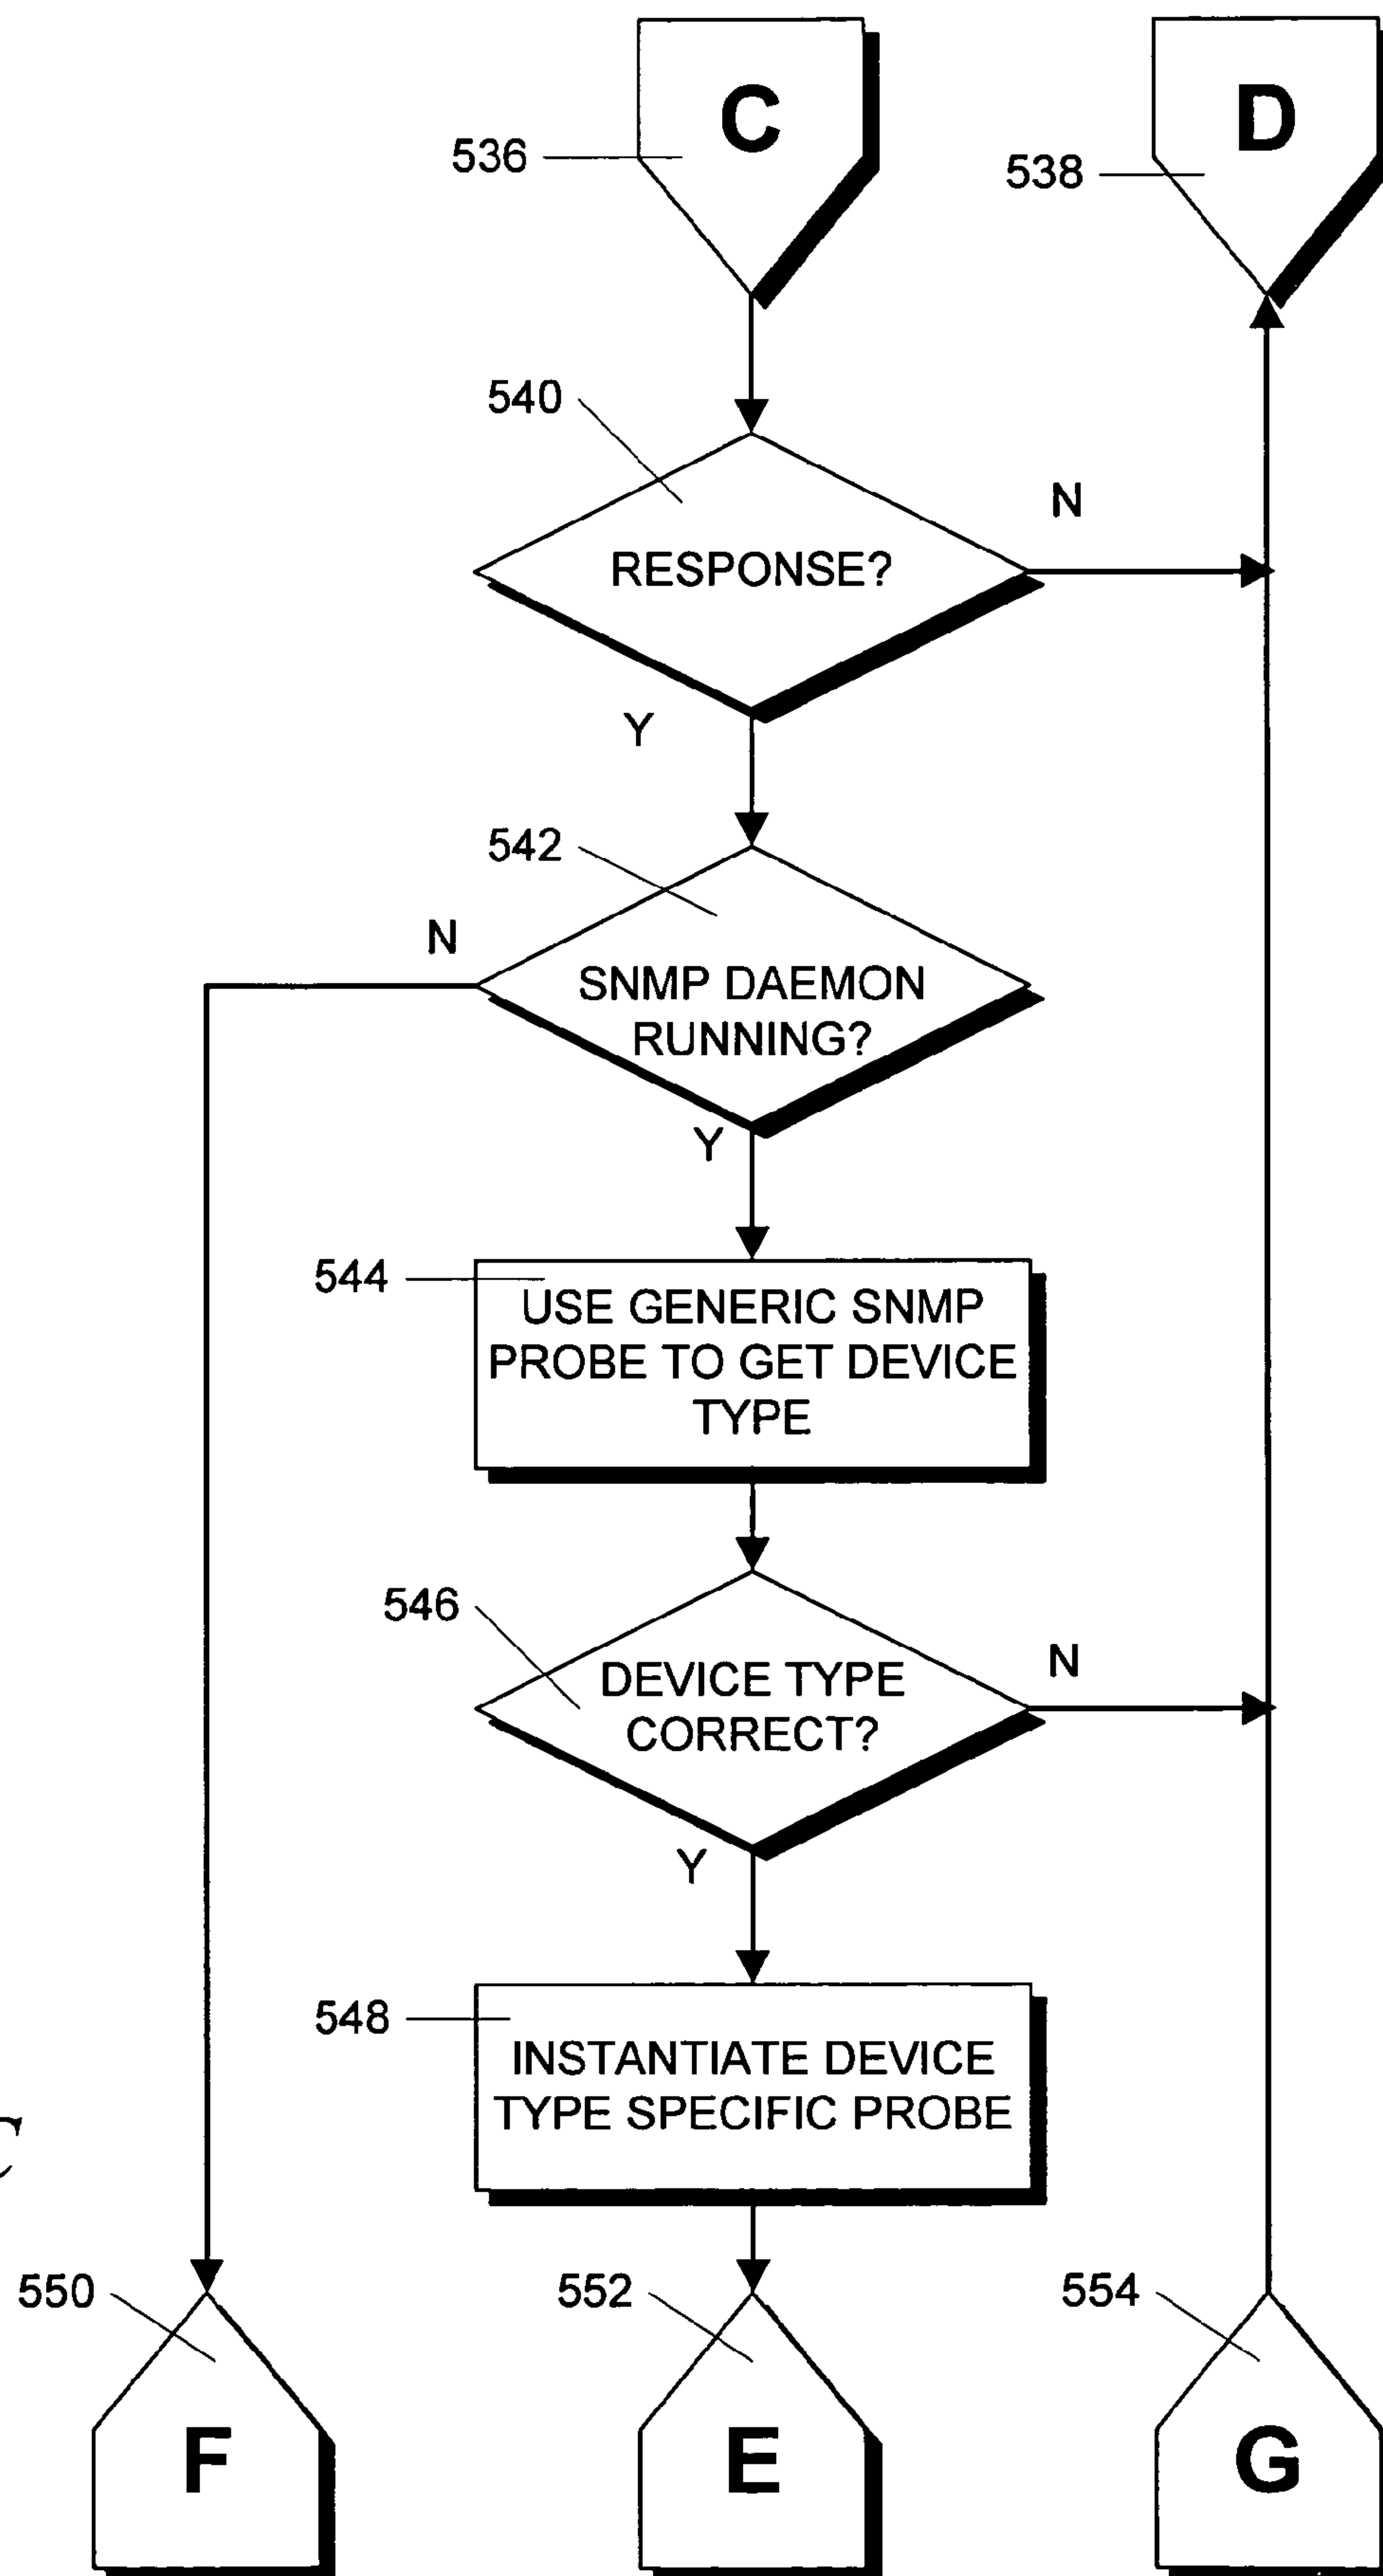 C
D
536
538
540
N
RESPONSE?
Y
542
N
SNMP DAEMON
RUNNING?
Y
544
USE GENERIC SNMP
PROBE TO GET DEVICE
TYPE
546
N
DEVICE TYPE
CORRECT?
Y
548
INSTANTIATE DEVICE
TYPE SPECIFIC PROBE
C
550
552
554
F
E
G